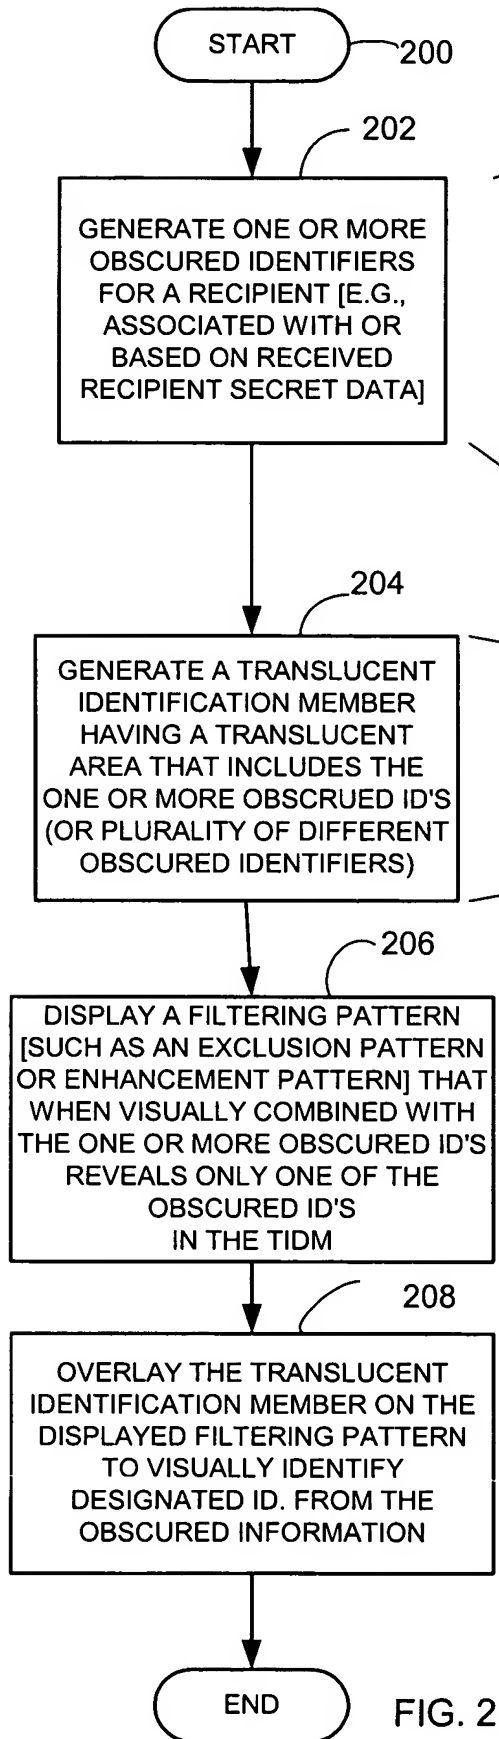 START
200
202
GENERATE ONE OR MORE
OBSCURED IDENTIFIERS
FOR A RECIPIENT [E.G.,
ASSOCIATED WITH OR
BASED ON RECEIVED
RECIPIENT SECRET DATA]
204
GENERATE A TRANSLUCENT
IDENTIFICATION MEMBER
HAVING A TRANSLUCENT
AREA THAT INCLUDES THE
ONE OR MORE OBSCRUED ID'S
(OR PLURALITY OF DIFFERENT
OBSCURED IDENTIFIERS)
206
DISPLAY A FILTERING PATTERN
[SUCH AS AN EXCLUSION PATTERN
OR ENHANCEMENT PATTERN] THAT
WHEN VISUALLY COMBINED WITH
THE ONE OR MORE OBSCURED ID'S
REVEALS ONLY ONE OF THE
OBSCURED ID'S
IN THE TIDM
208
OVERLAY THE TRANSLUCENT
IDENTIFICATION MEMBER ON THE
DISPLAYED FILTERING PATTERN
TO VISUALLY IDENTIFY
DESIGNATED ID. FROM THE
OBSCURED INFORMATION
END
FIG. 2